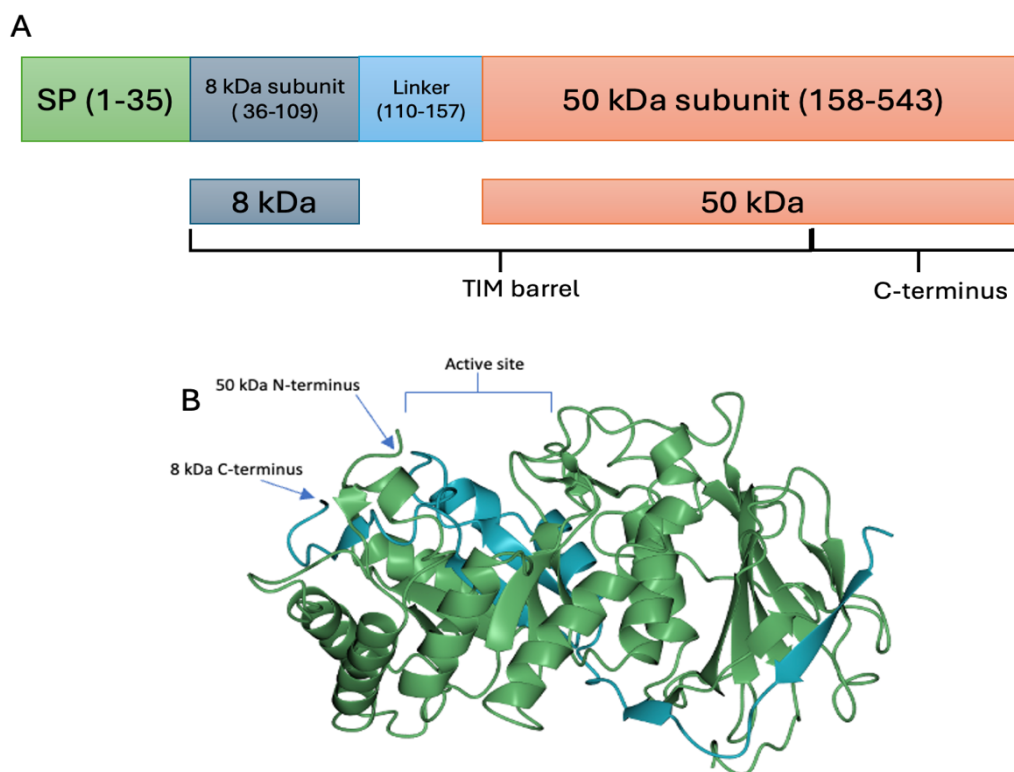 A
SP (1-35)
8 kDa subunit
( 36-109)
Linker
(110-157)
50 kDa subunit (158-543)
8 kDa
50 kDa
TIM barrel
C-terminus
B
Active site
50 kDa N-terminus
8 kDa C-terminus